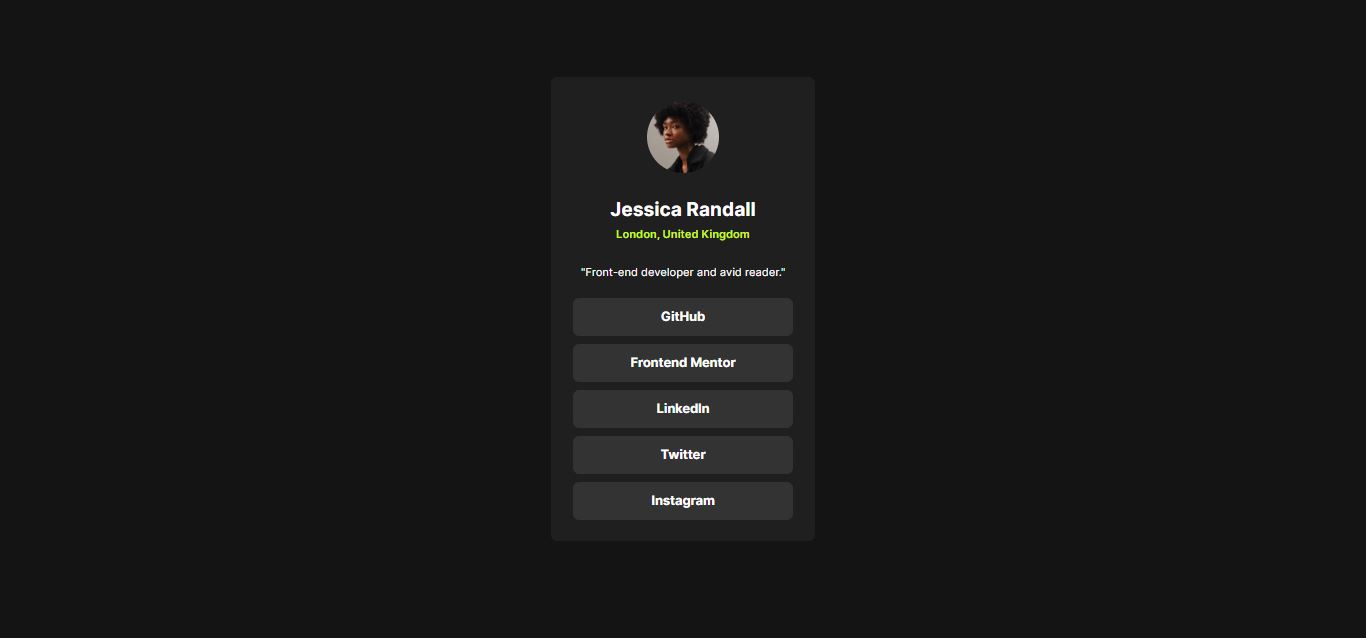 Jessica Randall
London, United Kingdom
"Front-end developer and avid reader."
GitHub
Frontend Mentor
LinkedIn
Twitter
Instagram